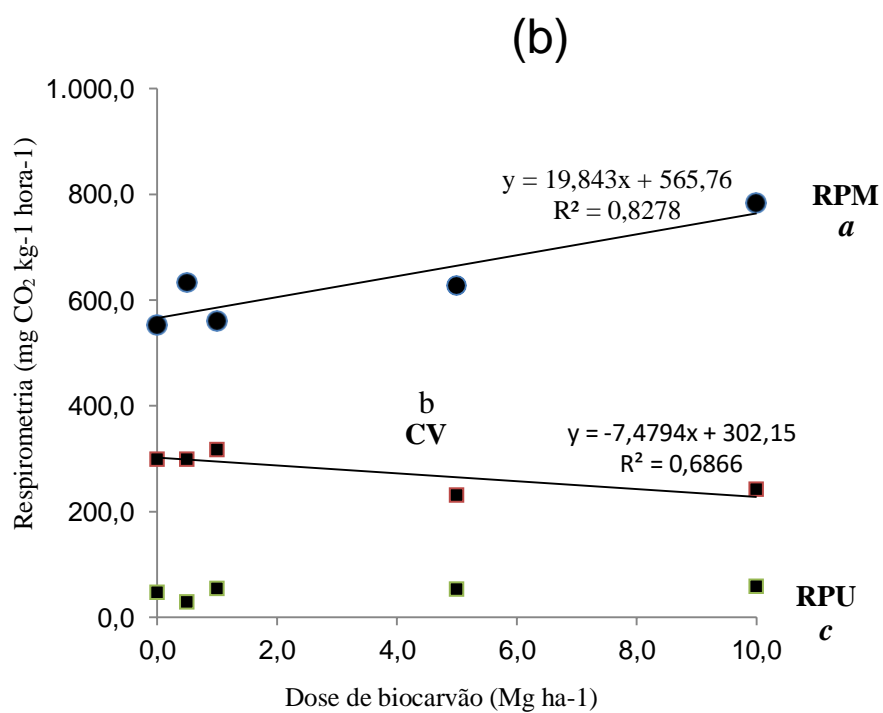 (b)
1.000,0
800,0
600,0
400,0
200,0
0,0
Respirometria (mg CO₂ kg-1 hora-1)
y = 19,843x + 565,76
R² = 0,8278
RPM
a
b
CV
y = -7,4794x + 302,15
R² = 0,6866
RPU
c
0,0 2,0 4,0 6,0 8,0 10,0
Dose de biocarvão (Mg ha-1)